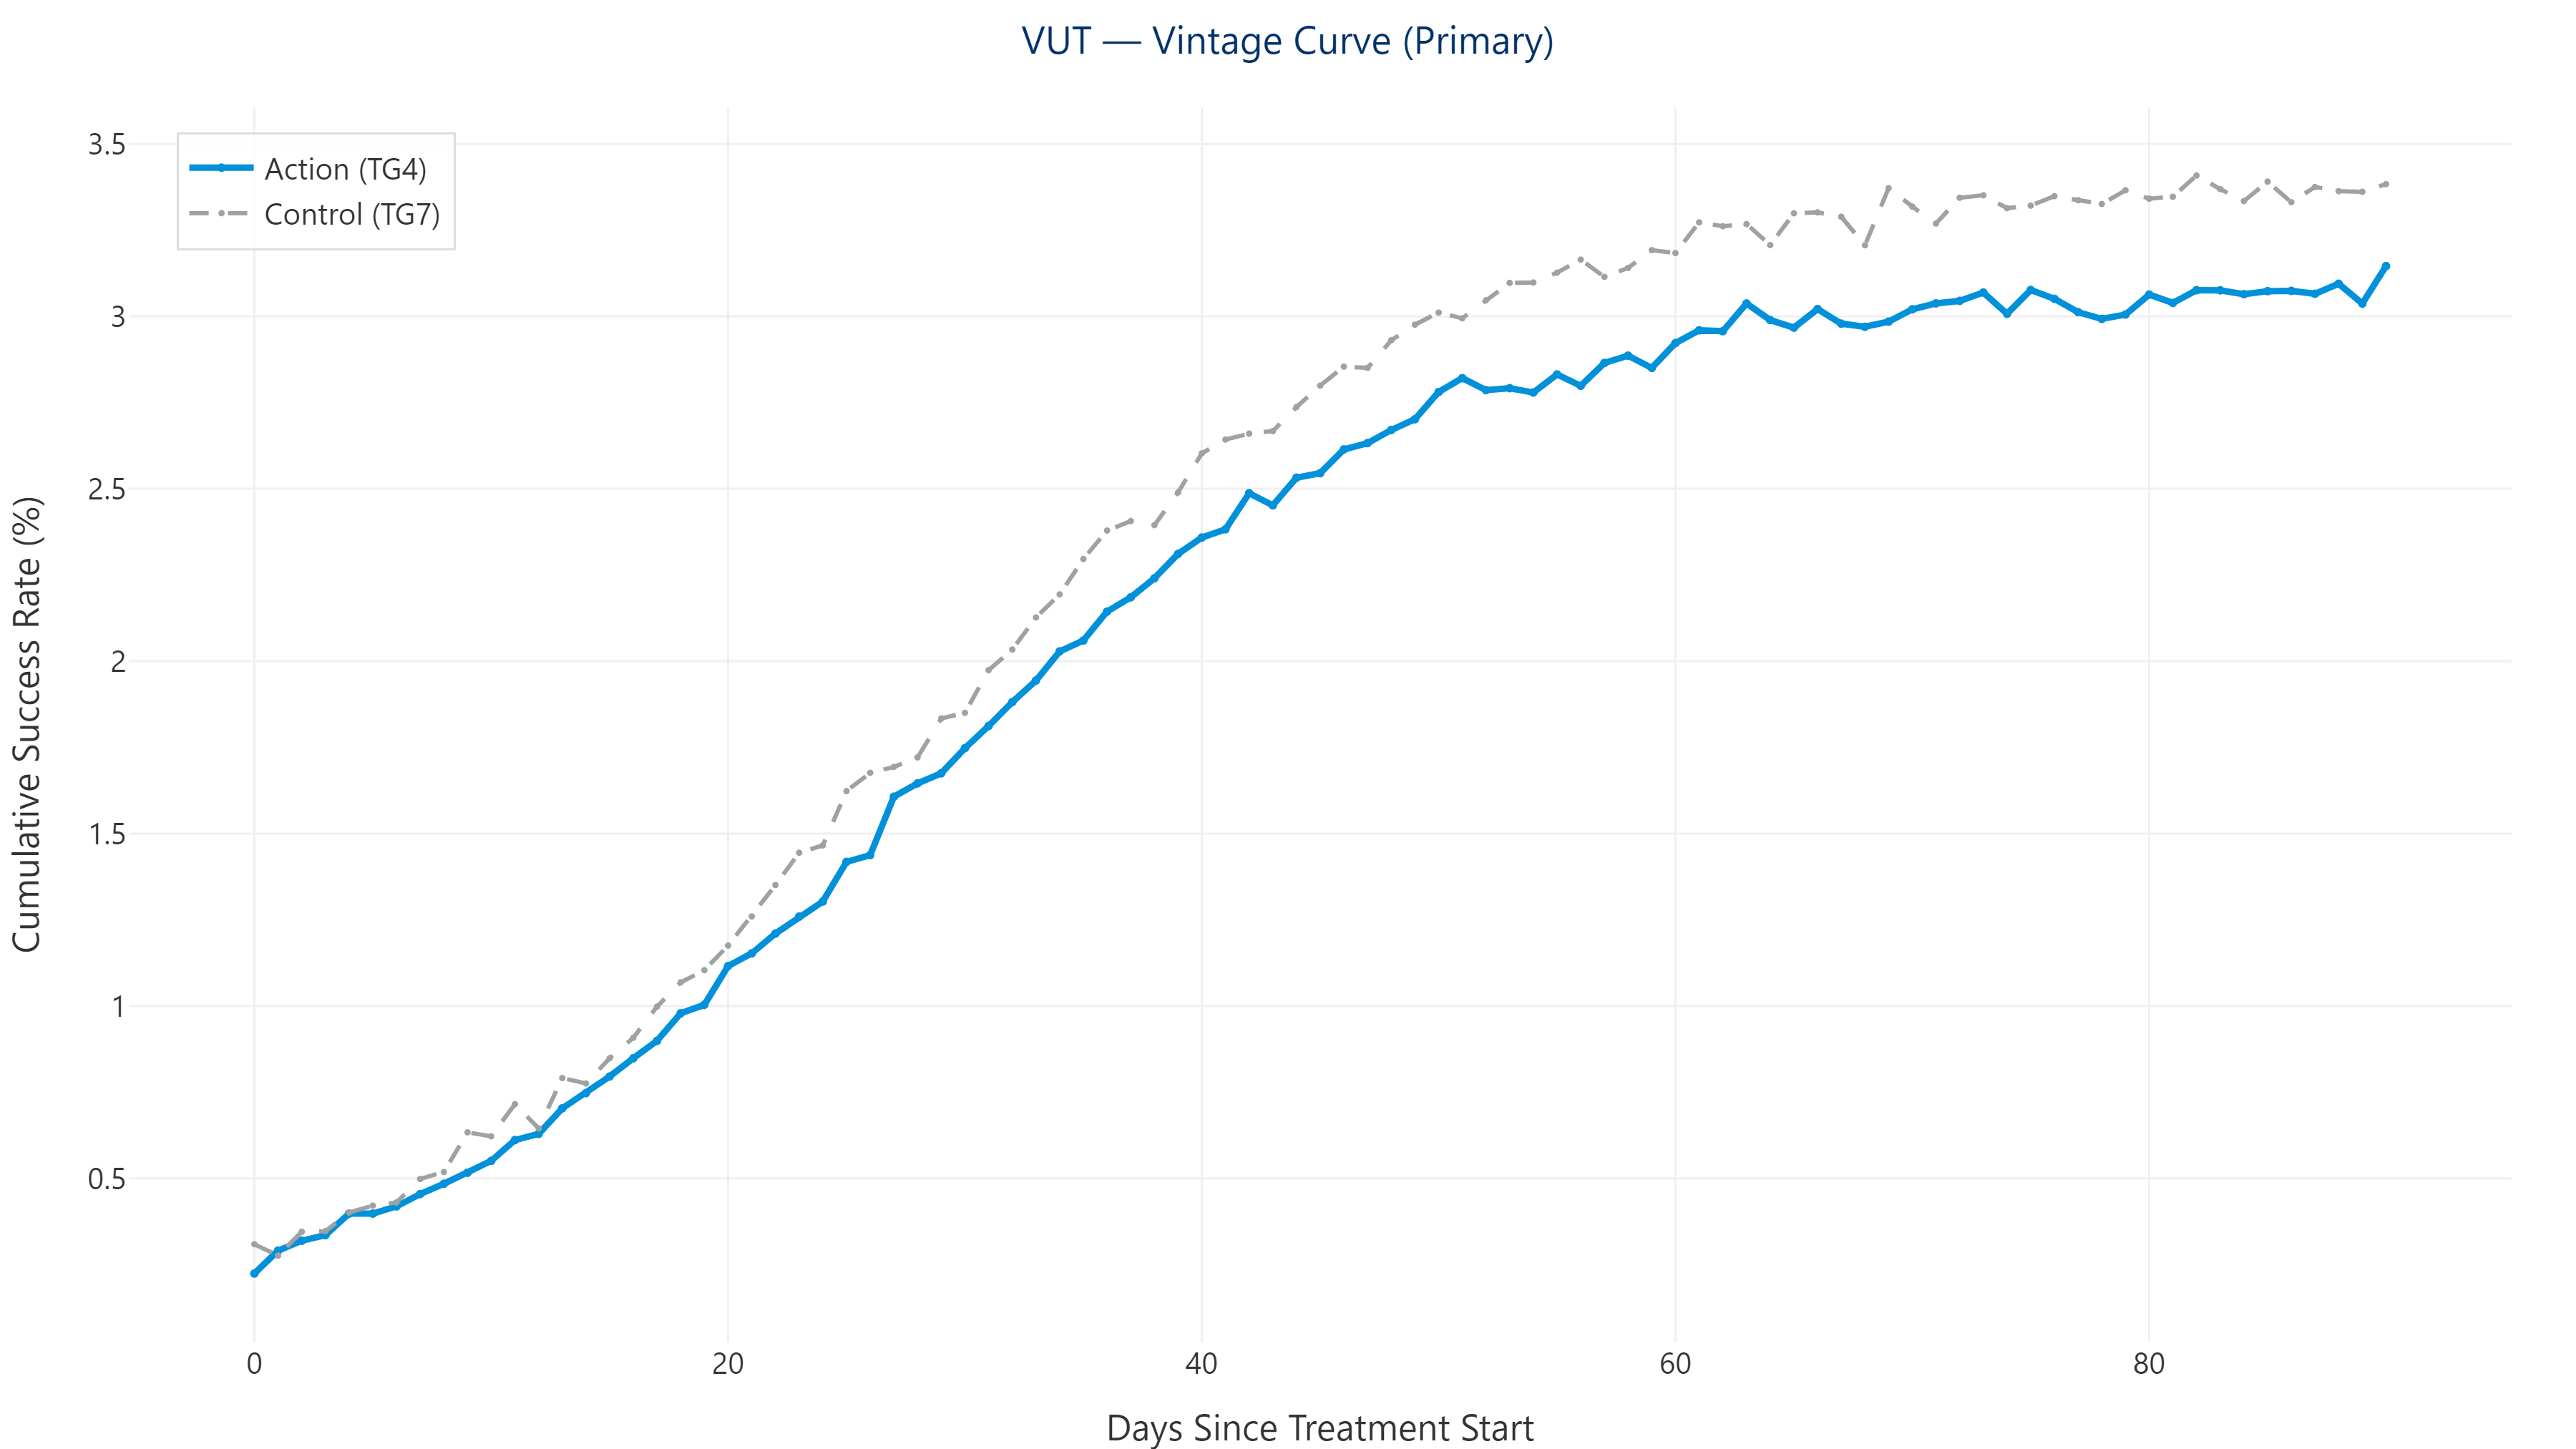 VUT — Vintage Curve (Primary)
Action (TG4)
Control (TG7)
Cumulative Success Rate (%)
3.5
3
2.5
2
1.5
1
0.5
0
20
40
60
80
Days Since Treatment Start